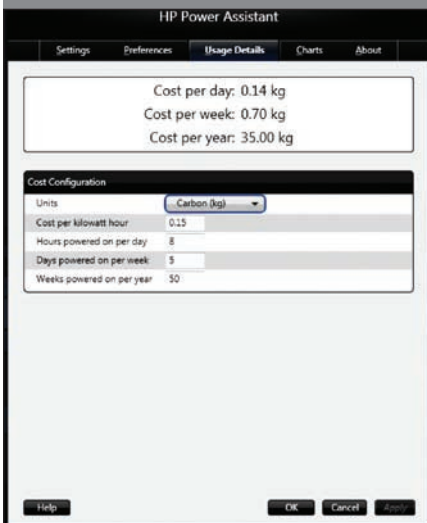 HP Power Assistant
Settings Preferences Usage Details Charts About
Cost per day: 0.14 kg
Cost per week: 0.70 kg
Cost per year: 35.00 kg
Cost Configuration
Units Carbon (kg)
Cost per kilowatt hour 0.15
Hours powered on per day 8
Days powered on per week 5
Weeks powered on per year 50
Help OK Cancel Apply